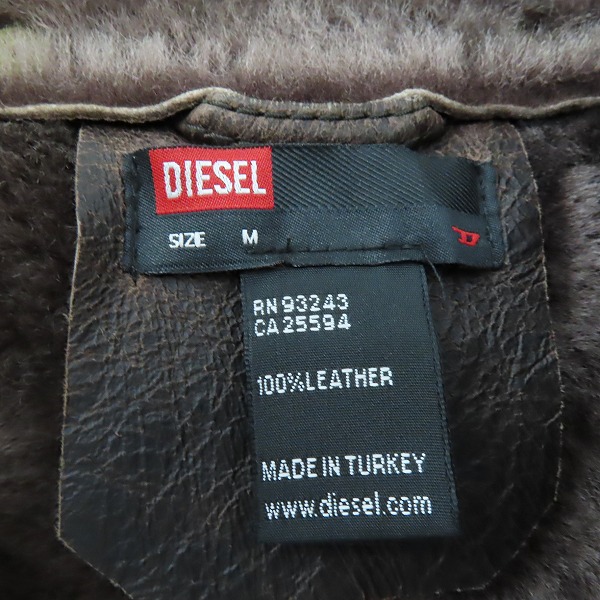 DIESEL
SIZE M D
RN 93243
CA 25594
100%LEATHER
MADE IN TURKEY
www.diesel.com